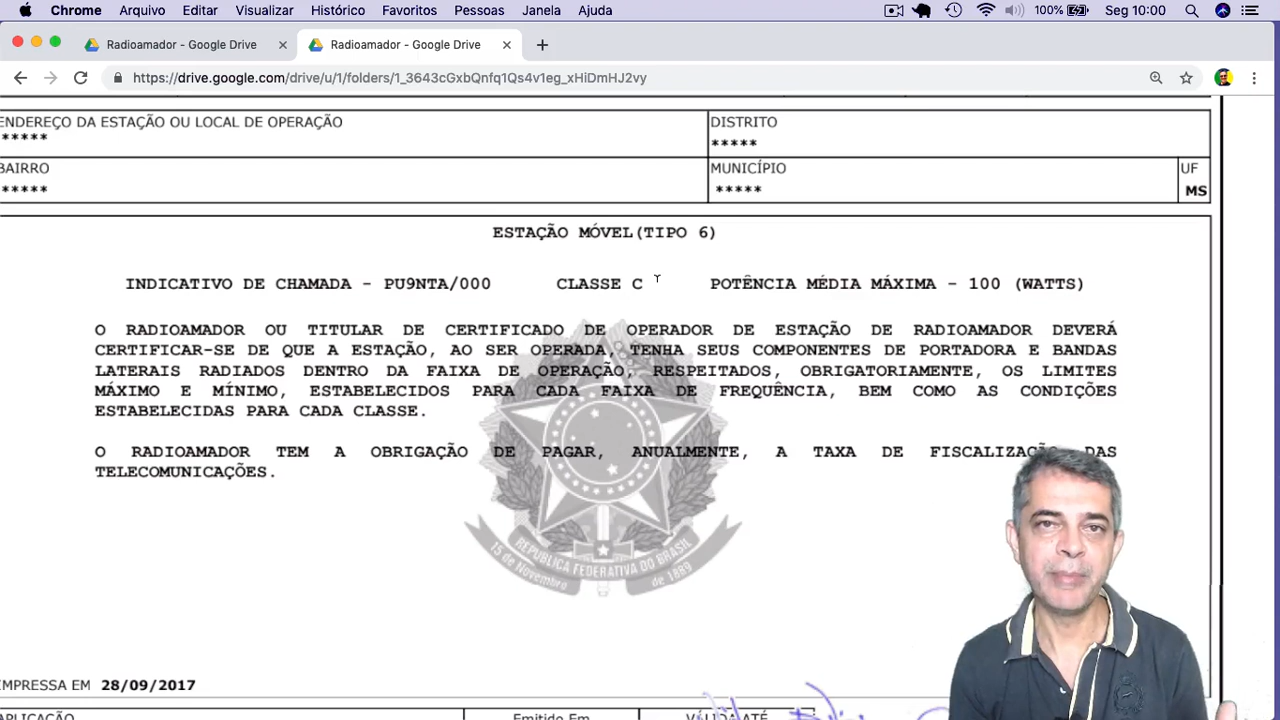 Chrome Arquivo Editar Visualizar Histórico Favoritos Pessoas Janela Ajuda 100% Seg 10:00
Radioamador - Google Drive Radioamador - Google Drive
https://drive.google.com/drive/u/1/folders/1_3643cGxbQnfq1Qs4v1eg_xHiDmHJ2vy
ENDEREÇO DA ESTAÇÃO OU LOCAL DE OPERAÇÃO DISTRITO
***** *****
BAIRRO MUNICÍPIO UF
***** ***** MS
ESTAÇÃO MÓVEL(TIPO 6)
INDICATIVO DE CHAMADA - PU9NTA/000 CLASSE C POTÊNCIA MÉDIA MÁXIMA - 100 (WATTS)
O RADIOAMADOR OU TITULAR DE CERTIFICADO DE OPERADOR DE ESTAÇÃO DE RADIOAMADOR DEVERÁ
CERTIFICAR-SE DE QUE A ESTAÇÃO, AO SER OPERADA, TENHA SEUS COMPONENTES DE PORTADORA E BANDAS
LATERAIS RADIADOS DENTRO DA FAIXA DE OPERAÇÃO, RESPEITADOS, OBRIGATORIAMENTE, OS LIMITES
MÁXIMO E MÍNIMO, ESTABELECIDOS PARA CADA FAIXA DE FREQUÊNCIA, BEM COMO AS CONDIÇÕES
ESTABELECIDAS PARA CADA CLASSE.
O RADIOAMADOR TEM A OBRIGAÇÃO DE PAGAR, ANUALMENTE, A TAXA DE FISCALIZAÇÃO DAS
TELECOMUNICAÇÕES.
REPUBLICA FEDERATIVA DO BRASIL
15 de Novembro de 1889
IMPRESSA EM 28/09/2017
APLICAÇÃO Emitido Em VÁLIDA ATÉ